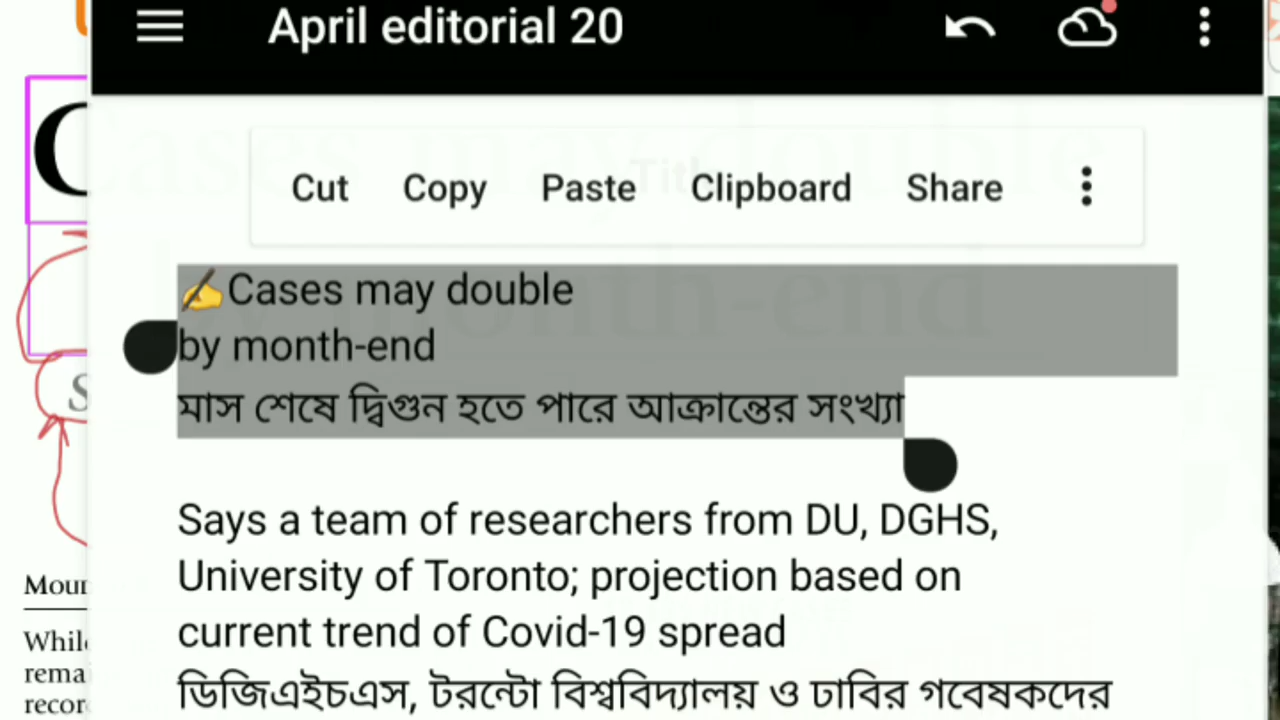 April editorial 20
Cut Copy Paste Clipboard Share
✍Cases may double
by month-end
মাস শেষে দ্বিগুন হতে পারে আক্রান্তের সংখ্যা
Says a team of researchers from DU, DGHS,
University of Toronto; projection based on
current trend of Covid-19 spread
ডিজিএইচএস, টরন্টো বিশ্ববিদ্যালয় ও ঢাবির গবেষকদের